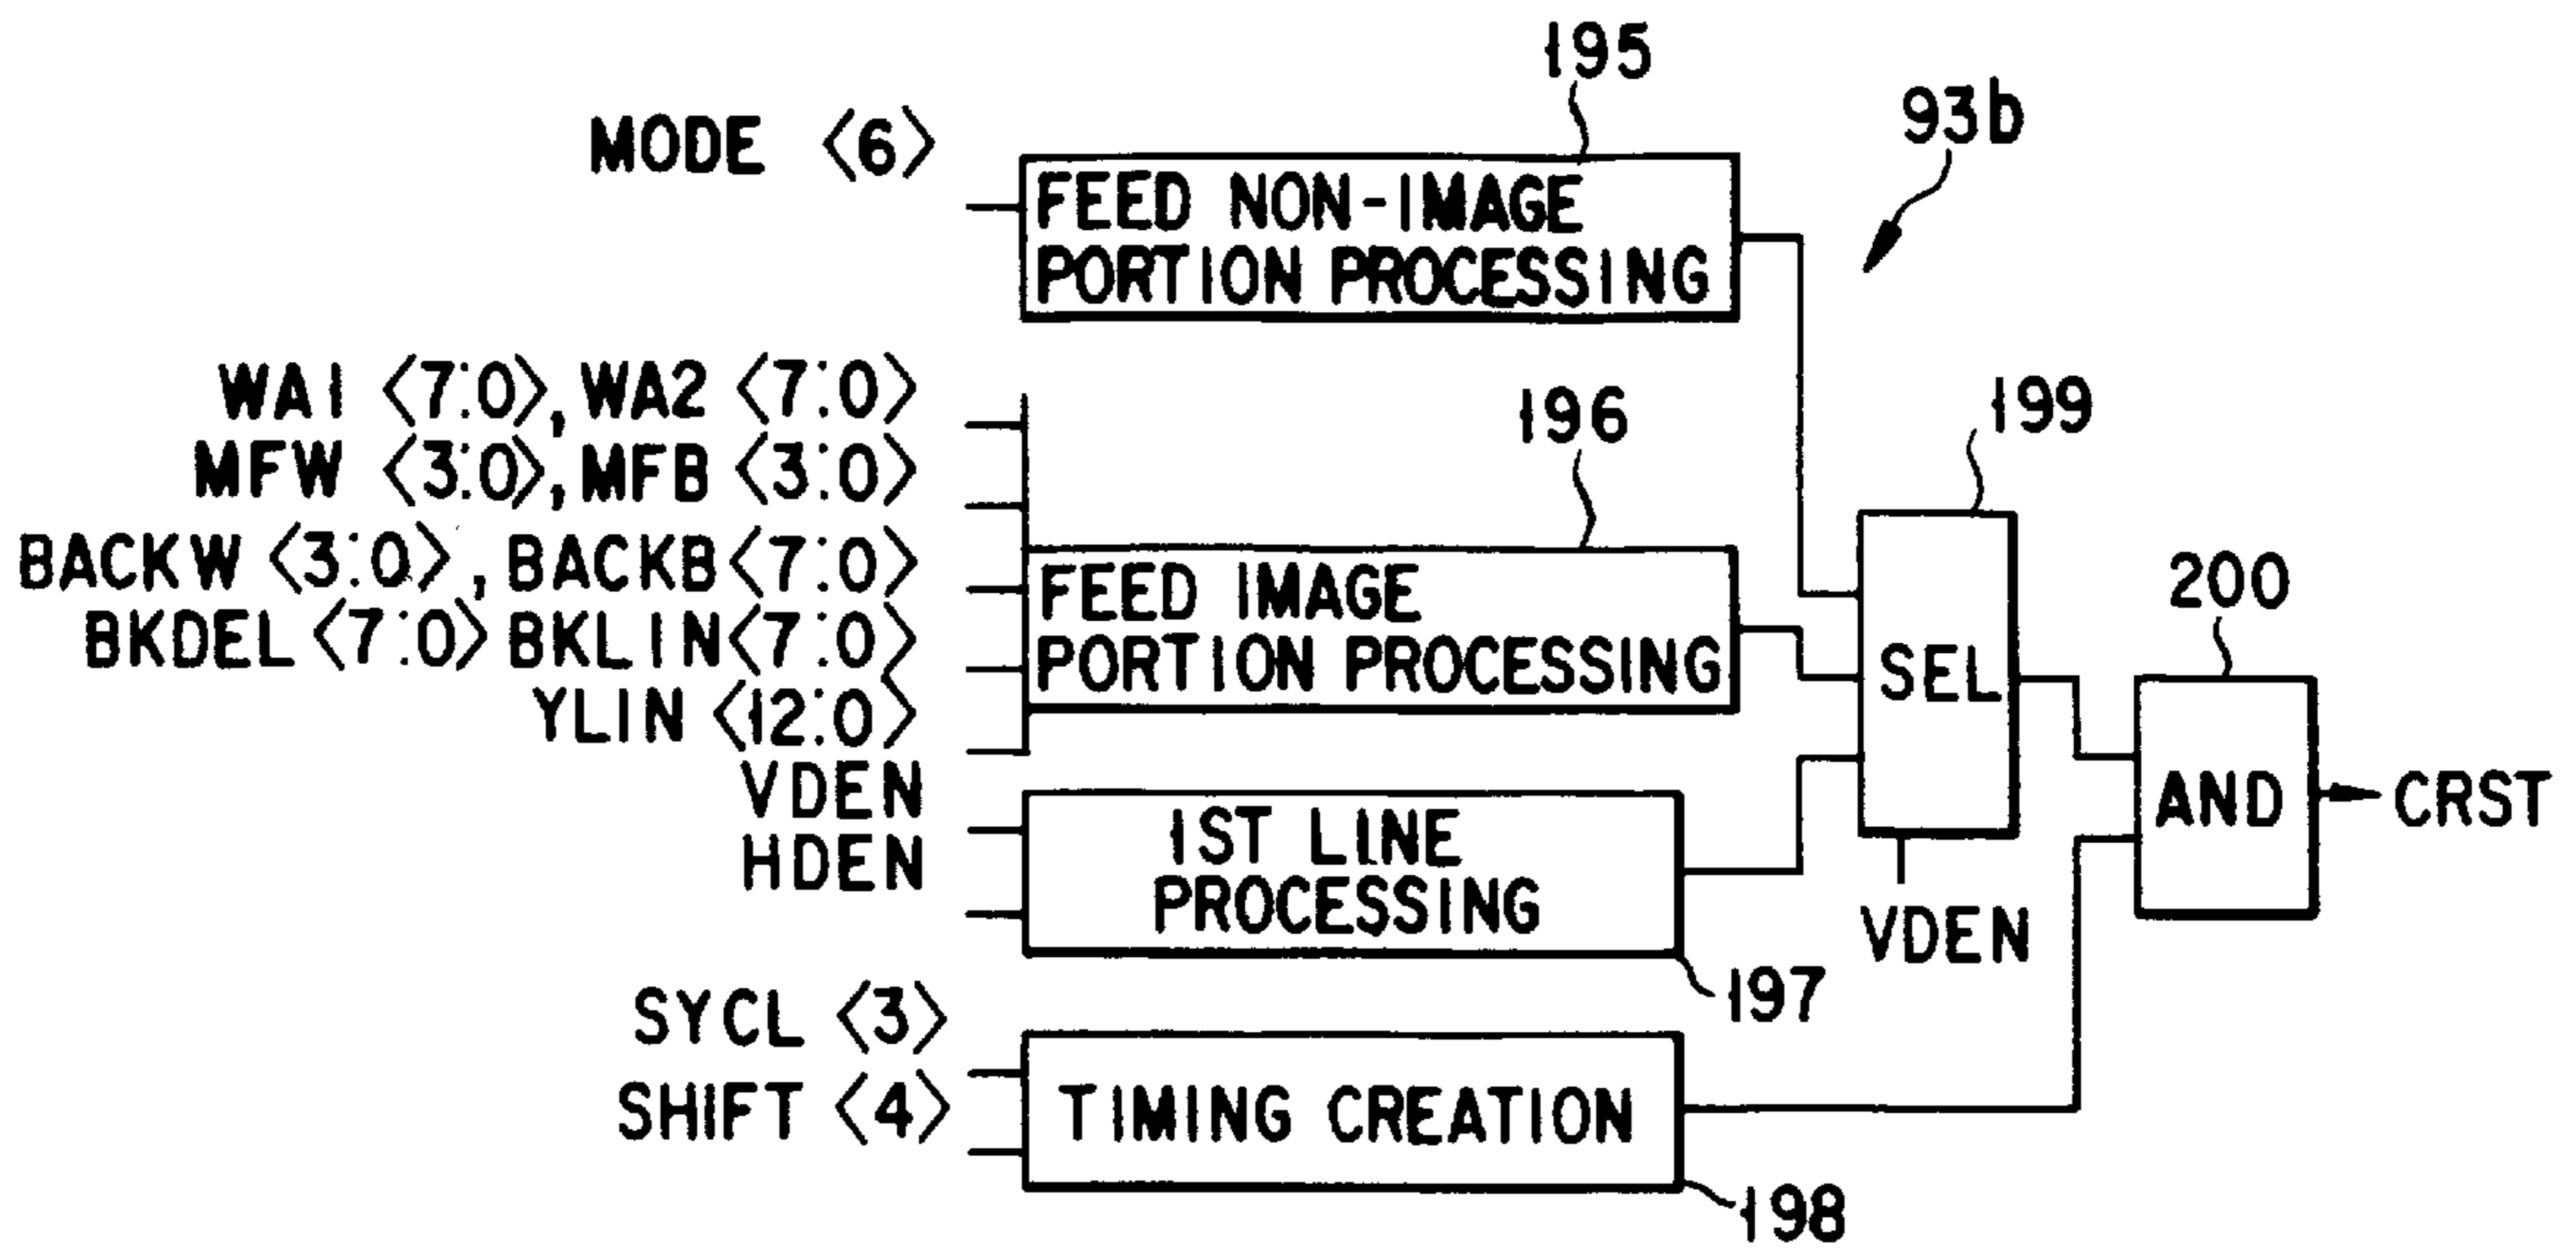 195
93b
MODE <6>
FEED NON-IMAGE
PORTION PROCESSING
WA1 <7:0>, WA2 <7:0>
MFW <3:0>, MFB <3:0>
BACKW <3:0>, BACKB<7:0>
BKDEL <7:0> BKLIN<7:0>
YLIN <12:0>
VDEN
HDEN
196
FEED IMAGE
PORTION PROCESSING
199
SEL
VDEN
200
AND
CRST
1ST LINE
PROCESSING
197
SYCL <3>
SHIFT <4>
TIMING CREATION
198